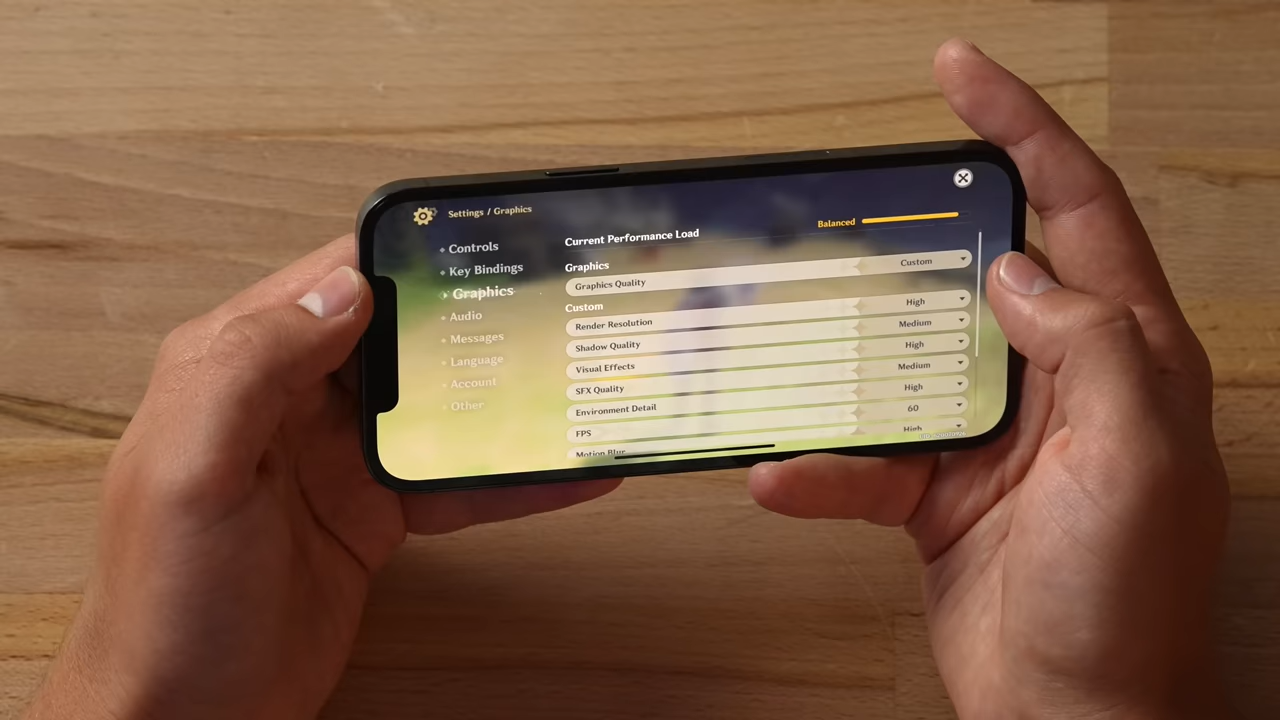 Settings / Graphics
Controls
Key Bindings
Graphics
Audio
Messages
Language
Account
Other
Current Performance Load
Balanced
Graphics
Graphics Quality Custom
Custom
Render Resolution High
Shadow Quality Medium
Visual Effects High
SFX Quality Medium
Environment Detail High
FPS 60
Motion Blur High